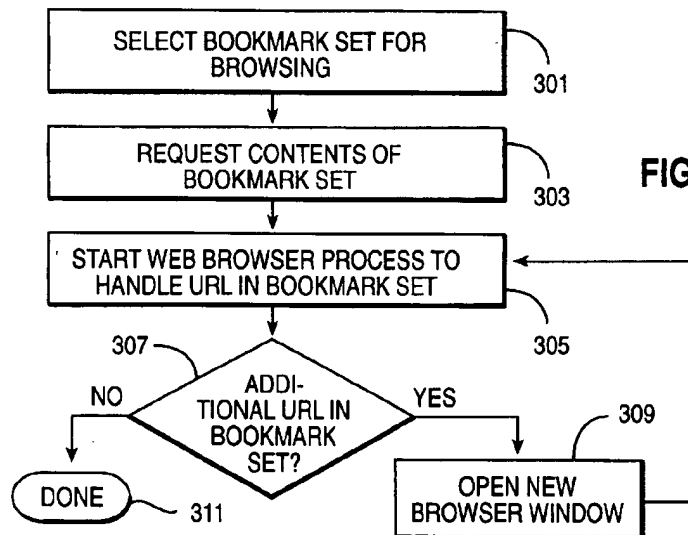 SELECT BOOKMARK SET FOR
BROWSING
301
REQUEST CONTENTS OF
BOOKMARK SET
303
FIG
START WEB BROWSER PROCESS TO
HANDLE URL IN BOOKMARK SET
305
307
NO
ADDI-
TIONAL URL IN
BOOKMARK
SET?
YES
309
DONE
311
OPEN NEW
BROWSER WINDOW